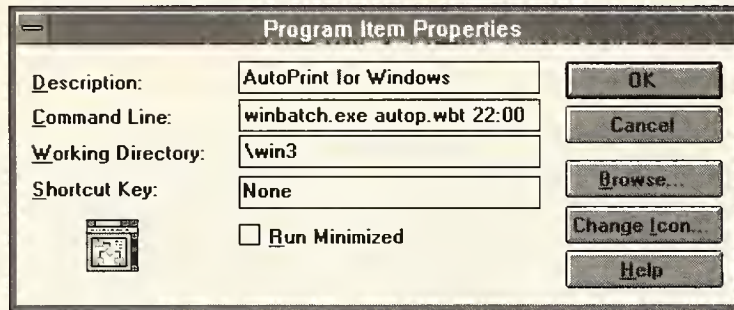 Program Item Properties
Description: AutoPrint for Windows
Command Line: winbatch.exe autop.wbt 22:00
Working Directory: \win3
Shortcut Key: None
Run Minimized
OK
Cancel
Browse...
Change Icon...
Help